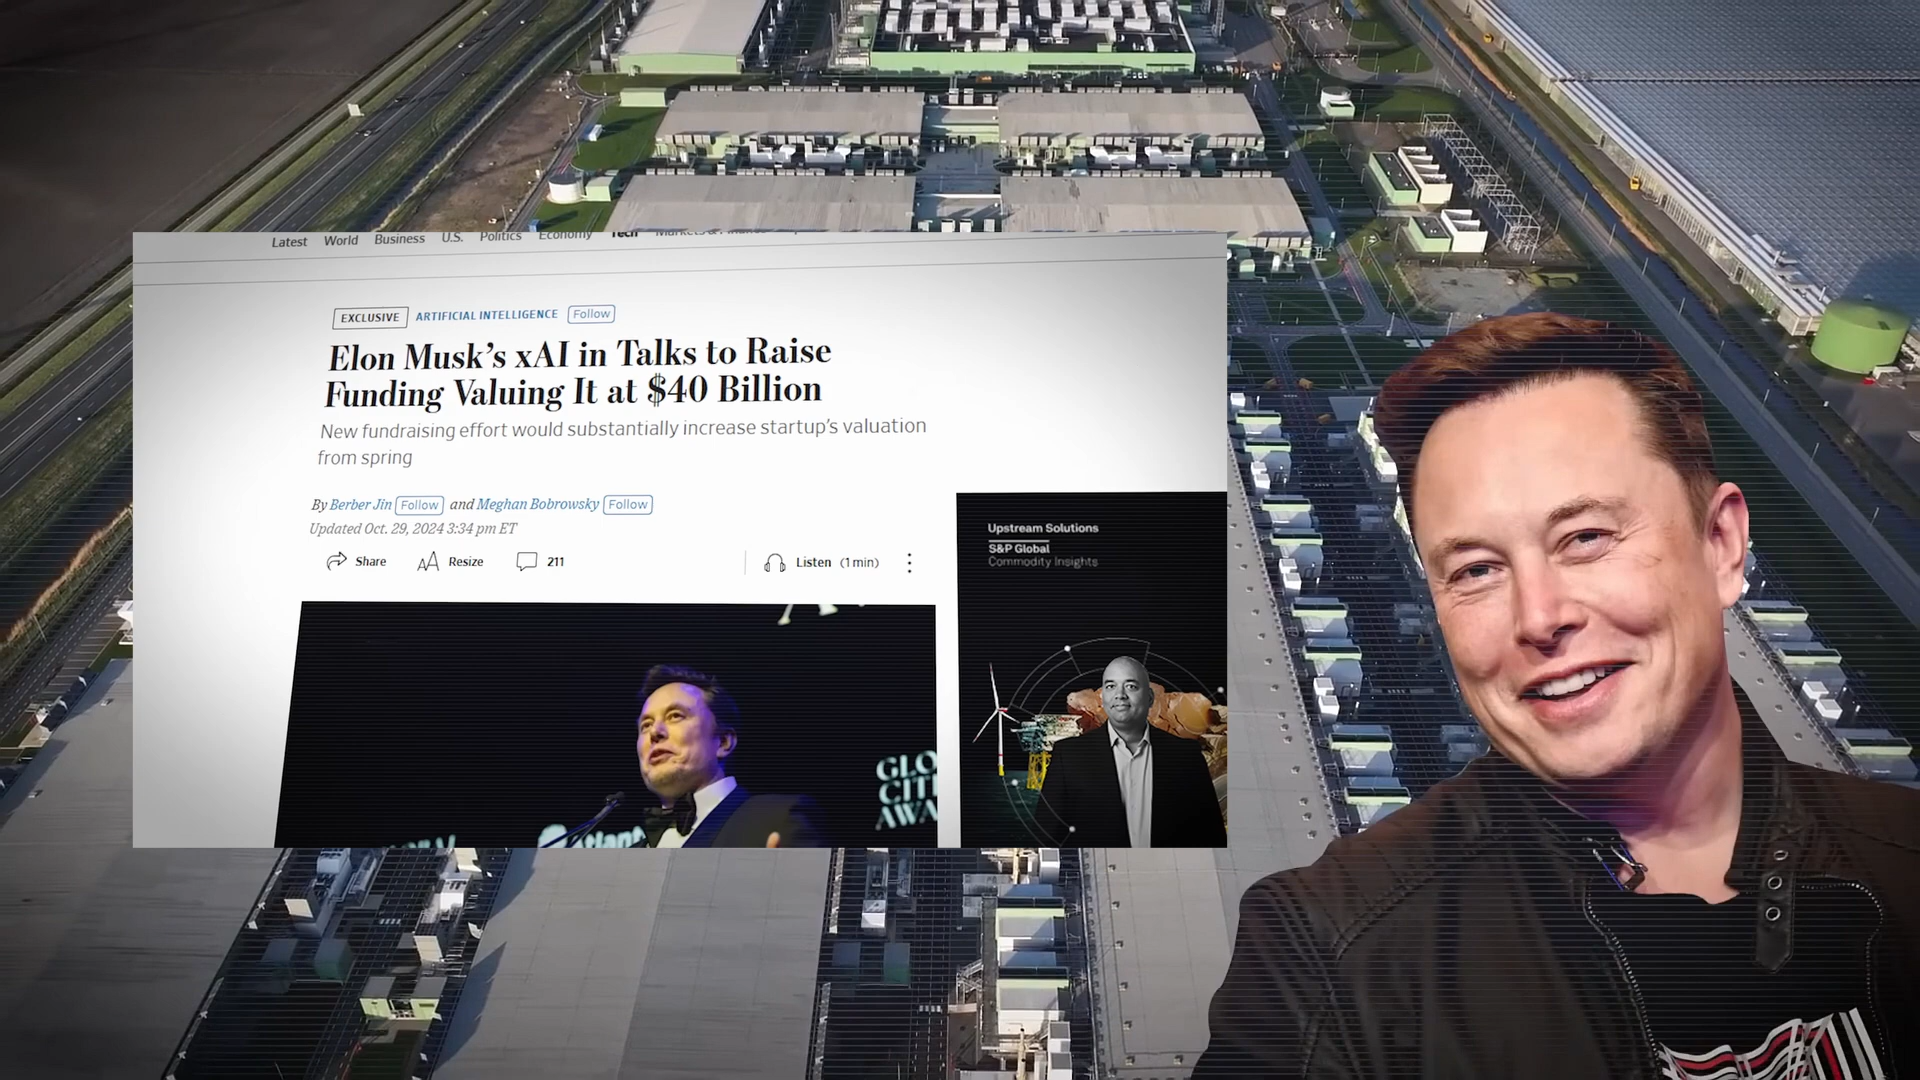 Latest World Business U.S. Politics Economy Tech
EXCLUSIVE ARTIFICIAL INTELLIGENCE Follow
Elon Musk's xAI in Talks to Raise
Funding Valuing It at $40 Billion
New fundraising effort would substantially increase startup's valuation
from spring
By Berber Jin Follow and Meghan Bobrowsky Follow
Updated Oct. 29, 2024 3:34 pm ET
Share Resize 211 Listen (1 min)
Upstream Solutions
S&P Global
Commodity Insights